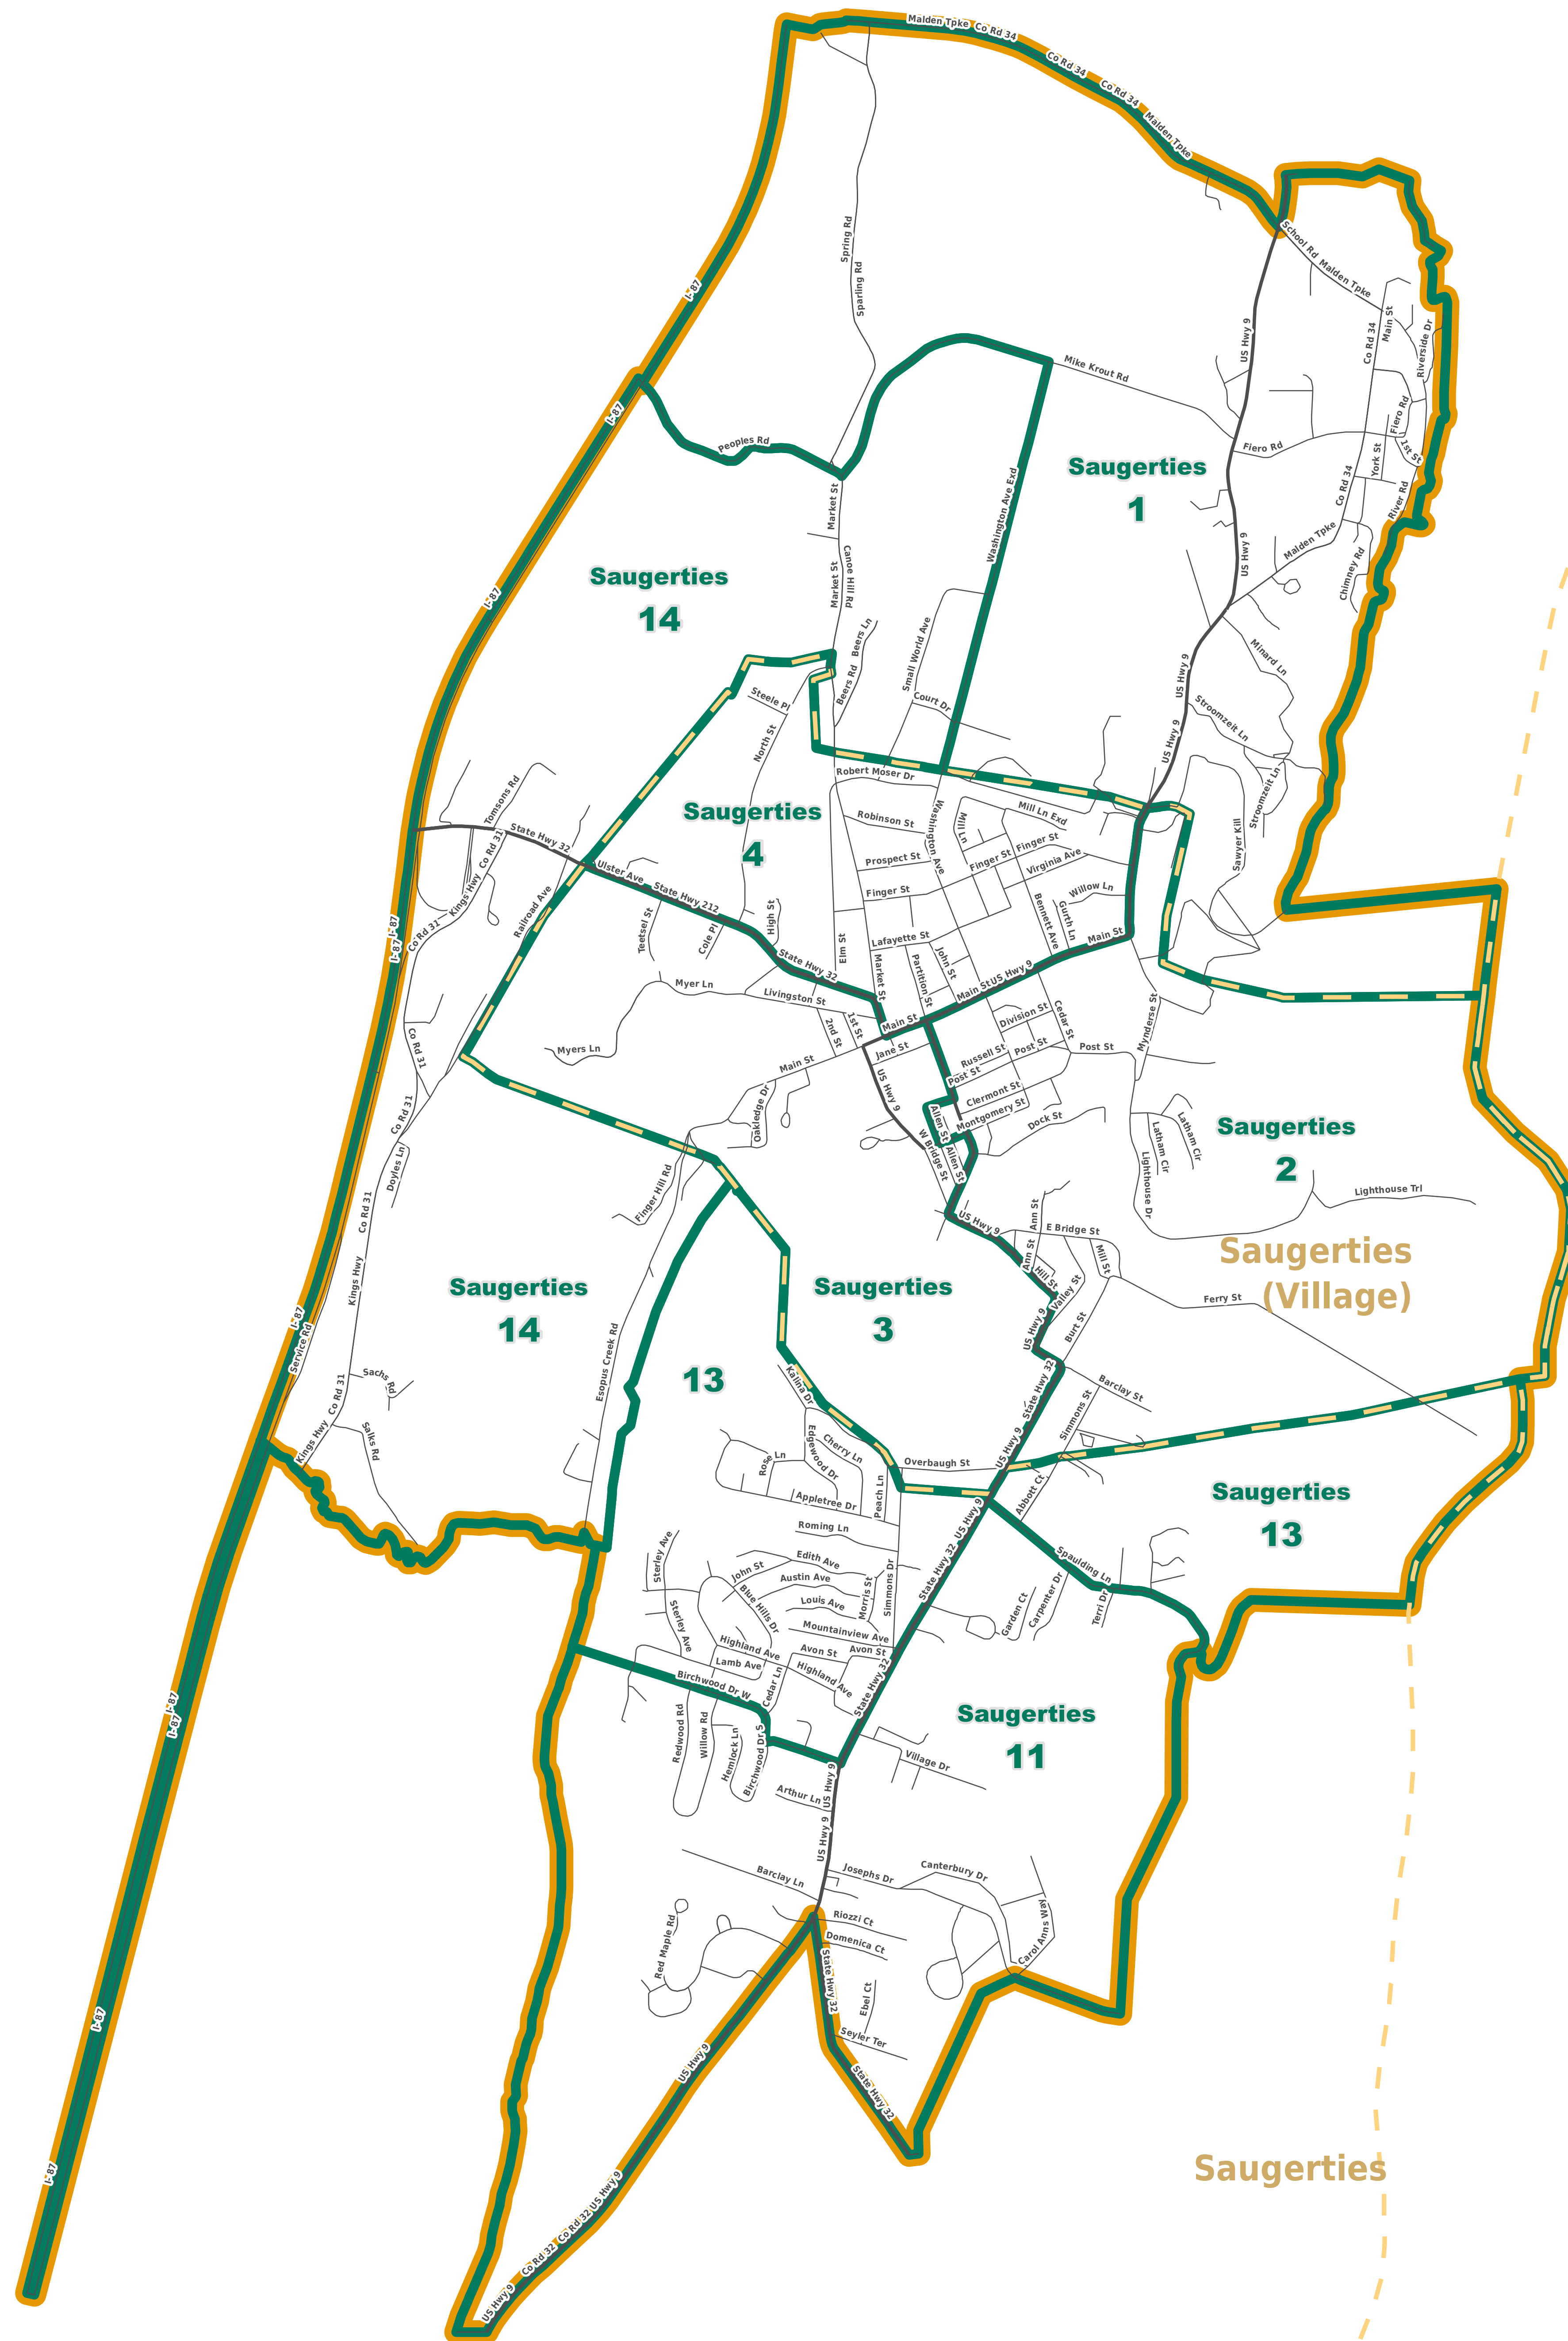 Malden Tpke
Co Rd 34
Co Rd 34
Co Rd 34
Malden Tpke
School Rd
Malden Tpke
Spring Rd
Sparling Rd
I-87
US Hwy 9
Co Rd 34
Main St
Riverside Dr
Mike Krout Rd
I-87
Peoples Rd
Fiero Rd
Fiero Rd
1st St
York St
Saugerties
1
Market St
Washington Ave Exd
Co Rd 34
River Rd
US Hwy 9
Malden Tpke
Chimney Rd
Saugerties
14
I-87
Market St
Canoe Hill Rd
Beers Ln
Beers Rd
Small World Ave
Court Dr
Minard Ln
US Hwy 9
Stroomzeit Ln
Steele Pl
North St
US Hwy 9
Robert Moser Dr
Stroomzeit Ln
Tomsons Rd
State Hwy 32
Saugerties
4
Robinson St
Washington Ave
Mill Ln
Mill Ln Exd
Sawyer Kill
Co Rd 31
Ulster Ave
State Hwy 212
Prospect St
Finger St
Finger St
Virginia Ave
Kings Hwy
Railroad Ave
Finger St
Willow Ln
Teetsel St
Cole Pl
High St
Bennett Ave
Gurth Ln
I-87
I-87
Co Rd 31
State Hwy 32
Elm St
Lafayette St
Main St
Market St
Partition St
John St
US Hwy 9
Myer Ln
Livingston St
Main St
2nd St
1st St
Main St
Division St
Cedar St
Mynderse St
Co Rd 31
Myers Ln
Main St
Jane St
Russell St
Post St
Post St
US Hwy 9
Post St
Clermont St
Co Rd 31
Oakledge Dr
Allen St
Montgomery St
Dock St
Latham Cir
Latham Cir
Saugerties
2
Doyles Ln
W Bridge St
Allen St
Lighthouse Dr
Lighthouse Trl
Finger Hill Rd
Co Rd 31
US Hwy 9
Ann St
E Bridge St
Ann St
Mill St
Saugerties
(Village)
Kings Hwy
Saugerties
14
Saugerties
3
Hill St
Valley St
Ferry St
I-87
Service Rd
Esopus Creek Rd
US Hwy 9
Burt St
Sachs Rd
13
Kalina Dr
State Hwy 32
Barclay St
Co Rd 31
Simmons St
Kings Hwy
Salks Rd
Edgewood Dr
Cherry Ln
US Hwy 9
Rose Ln
Overbaugh St
Peach Ln
Abbott Ct
Saugerties
13
Appletree Dr
US Hwy 9
Roming Ln
Sterley Ave
Edith Ave
State Hwy 32
Spaulding Ln
John St
Austin Ave
Morris St
Simmons Dr
Blue Hills Dr
Louis Ave
Garden Ct
Carpenter Dr
Terri Dr
Sterley Ave
Mountainview Ave
Highland Ave
Avon St
Avon St
Lamb Ave
Highland Ave
State Hwy 32
Birchwood Dr W
Cedar Ln
I-87
I-87
Saugerties
11
Redwood Rd
Willow Rd
Hemlock Ln
Birchwood Dr S
Village Dr
US Hwy 9
Arthur Ln
US Hwy 9
Barclay Ln
Josephs Dr
Canterbury Dr
Riozzi Ct
Domenica Ct
Carol Anns Way
Red Maple Rd
State Hwy 32
Ebel Ct
I-87
US Hwy 9
Seyler Ter
State Hwy 32
Saugerties
I-87
US Hwy 9
Co Rd 32
Co Rd 32
US Hwy 9